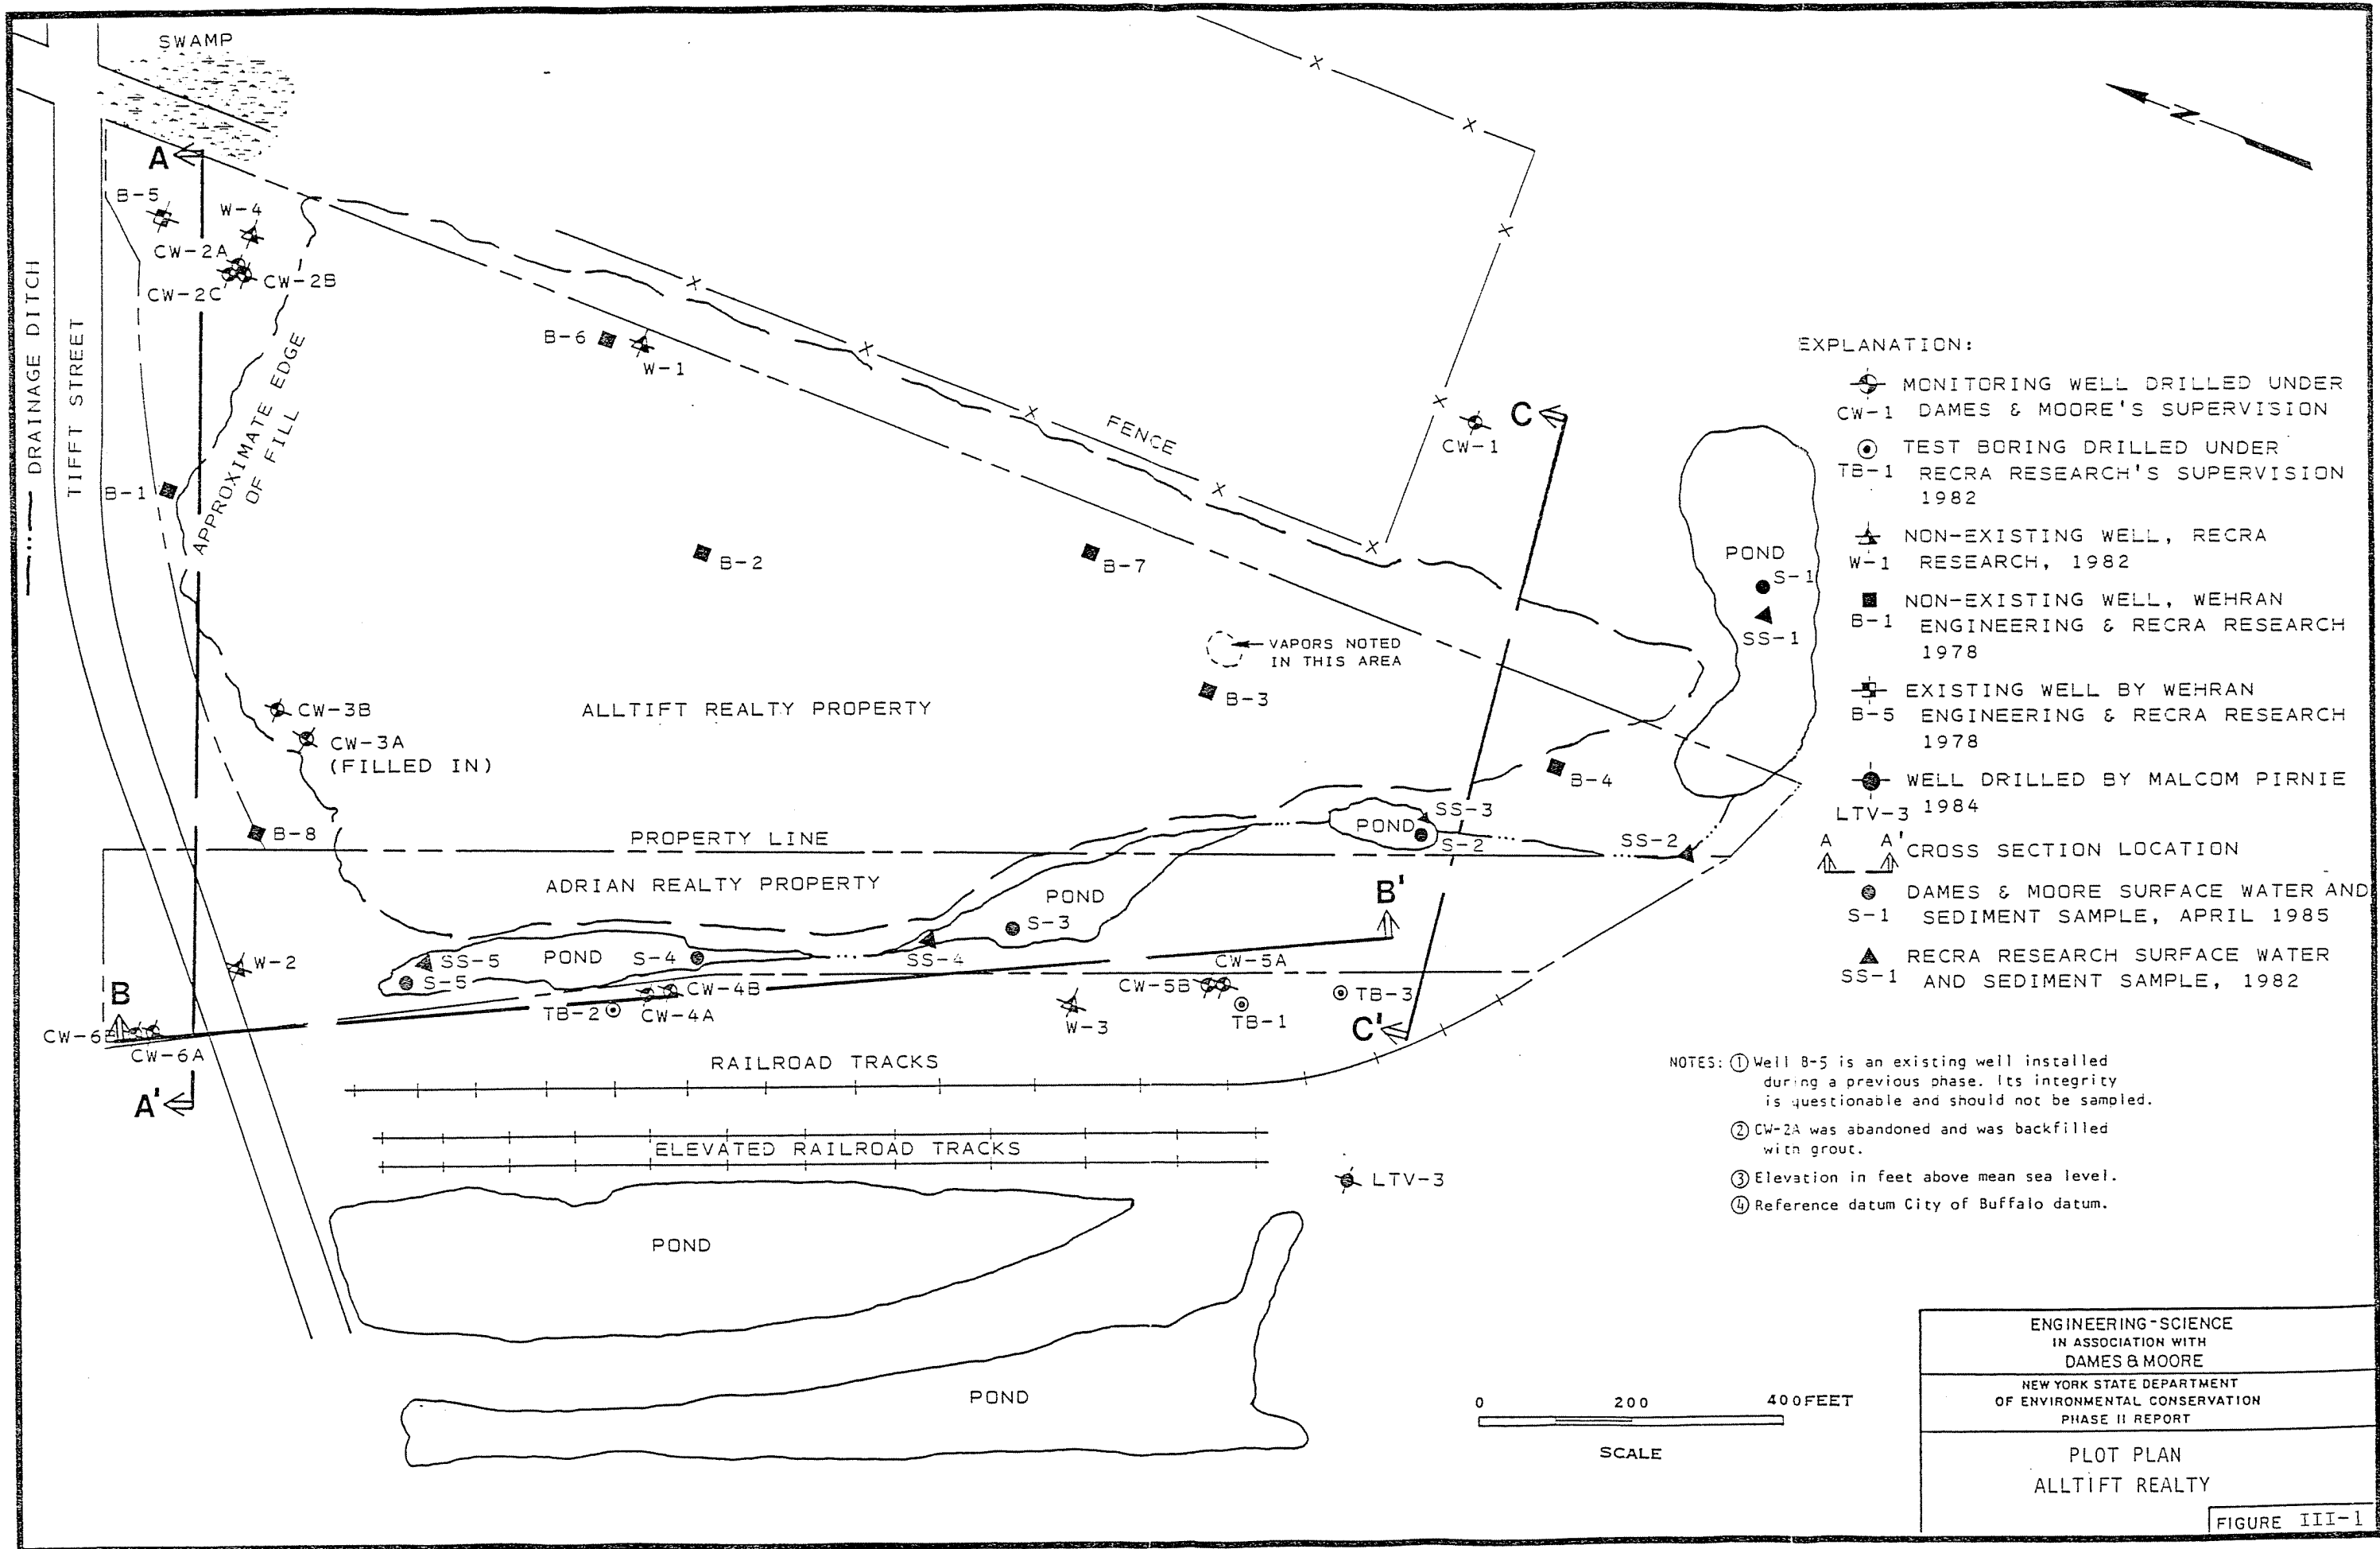 SWAMP
N
A
B-5
W-4
CW-2A
CW-2B
CW-2C
DRAINAGE DITCH
TIFFT STREET
APPROXIMATE EDGE
OF FILL
B-6
W-1
FENCE
CW-1
C
B-1
B-2
B-7
VAPORS NOTED
IN THIS AREA
B-3
POND
S-1
SS-1
CW-3B
CW-3A
(FILLED IN)
ALLTIFT REALTY PROPERTY
B-4
B-8
PROPERTY LINE
SS-3
POND
S-2
SS-2
ADRIAN REALTY PROPERTY
POND
S-3
B'
W-2
SS-5
S-5
POND
S-4
SS-4
CW-5A
CW-5B
CW-4B
CW-4A
TB-2
W-3
TB-1
TB-3
C'
B
CW-6B
CW-6A
A'
RAILROAD TRACKS
ELEVATED RAILROAD TRACKS
LTV-3
POND
POND
EXPLANATION:
MONITORING WELL DRILLED UNDER
CW-1 DAMES & MOORE'S SUPERVISION
TEST BORING DRILLED UNDER
TB-1 RECRA RESEARCH'S SUPERVISION
1982
NON-EXISTING WELL, RECRA
W-1 RESEARCH, 1982
NON-EXISTING WELL, WEHRAN
B-1 ENGINEERING & RECRA RESEARCH
1978
EXISTING WELL BY WEHRAN
B-5 ENGINEERING & RECRA RESEARCH
1978
WELL DRILLED BY MALCOM PIRNIE
LTV-3 1984
A A' CROSS SECTION LOCATION
DAMES & MOORE SURFACE WATER AND
S-1 SEDIMENT SAMPLE, APRIL 1985
RECRA RESEARCH SURFACE WATER
SS-1 AND SEDIMENT SAMPLE, 1982
NOTES: ① Well B-5 is an existing well installed
during a previous phase. Its integrity
is questionable and should not be sampled.
② CW-2A was abandoned and was backfilled
with grout.
③ Elevation in feet above mean sea level.
④ Reference datum City of Buffalo datum.
0 200 400 FEET
SCALE
ENGINEERING-SCIENCE
IN ASSOCIATION WITH
DAMES & MOORE
NEW YORK STATE DEPARTMENT
OF ENVIRONMENTAL CONSERVATION
PHASE II REPORT
PLOT PLAN
ALLTIFT REALTY
FIGURE III-1